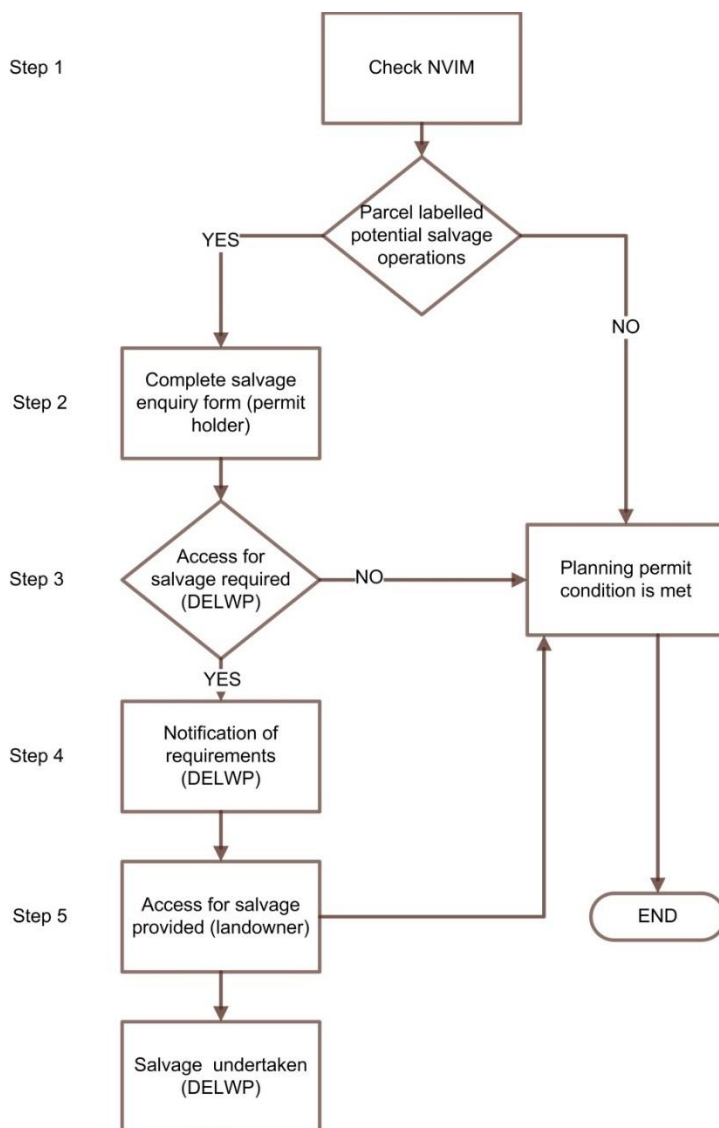 Step 1
Check NVIM
Parcel labelled
potential salvage
operations
YES
NO
Step 2
Complete salvage
enquiry form (permit
holder)
Step 3
Access for
salvage required
(DELWP)
NO
Planning permit
condition is met
YES
Step 4
Notification of
requirements
(DELWP)
Step 5
Access for salvage
provided (landowner)
END
Salvage undertaken
(DELWP)